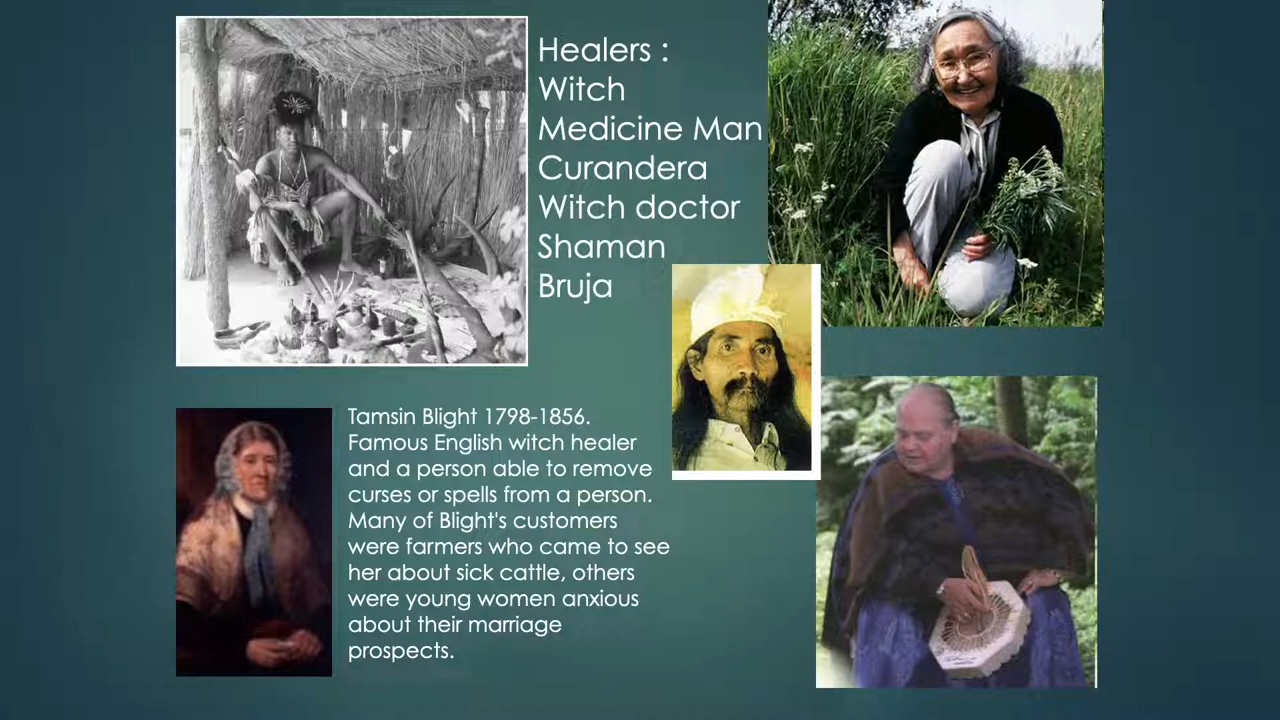 Healers :
Witch
Medicine Man
Curandera
Witch doctor
Shaman
Bruja
Tamsin Blight 1798-1856.
Famous English witch healer
and a person able to remove
curses or spells from a person.
Many of Blight's customers
were farmers who came to see
her about sick cattle, others
were young women anxious
about their marriage
prospects.